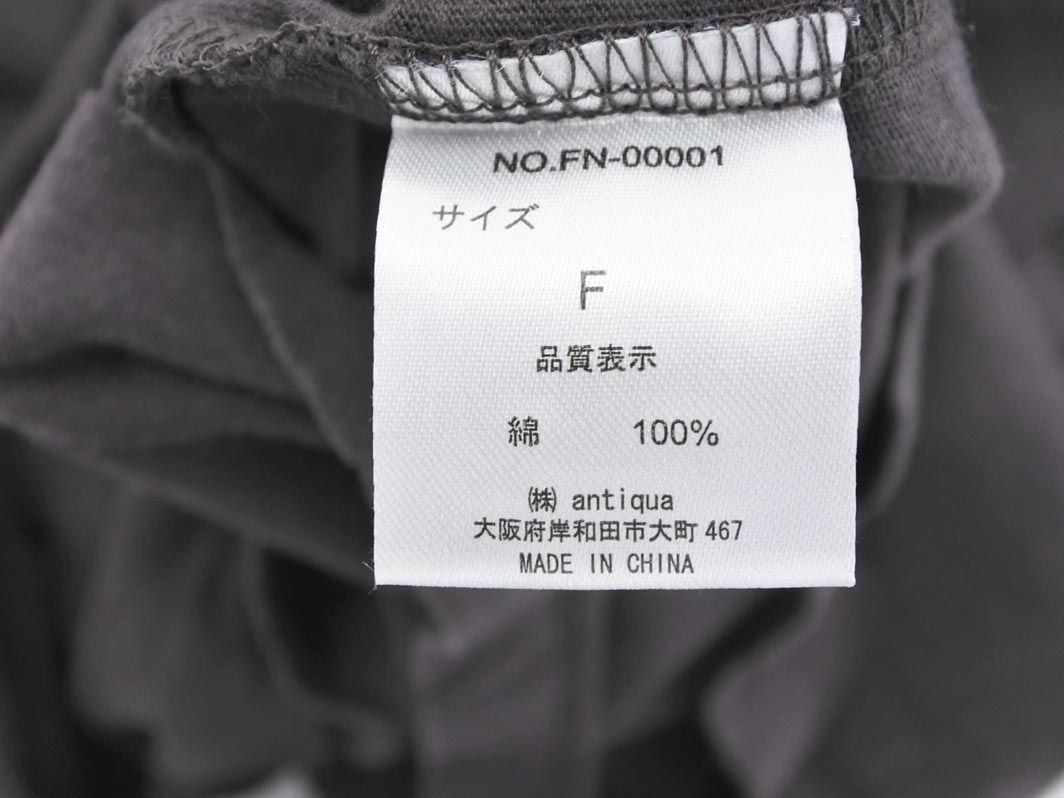 NO.FN-00001
サイズ
F
品質表示
綿 100%
㈱ antiqua
大阪府岸和田市大町 467
MADE IN CHINA